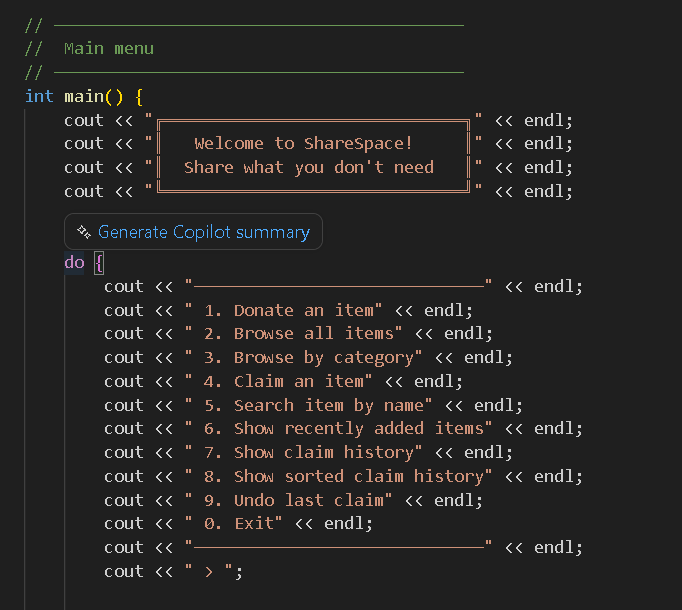 // ─────────────────────────────────────────
//  Main menu
// ─────────────────────────────────────────
int main() {
    cout << "╔══════════════════════════════╗" << endl;
    cout << "║   Welcome to ShareSpace!     ║" << endl;
    cout << "║  Share what you don't need   ║" << endl;
    cout << "╚══════════════════════════════╝" << endl;
Generate Copilot summary
    do {
        cout << "─────────────────────────────" << endl;
        cout << " 1. Donate an item" << endl;
        cout << " 2. Browse all items" << endl;
        cout << " 3. Browse by category" << endl;
        cout << " 4. Claim an item" << endl;
        cout << " 5. Search item by name" << endl;
        cout << " 6. Show recently added items" << endl;
        cout << " 7. Show claim history" << endl;
        cout << " 8. Show sorted claim history" << endl;
        cout << " 9. Undo last claim" << endl;
        cout << " 0. Exit" << endl;
        cout << "─────────────────────────────" << endl;
        cout << " > ";